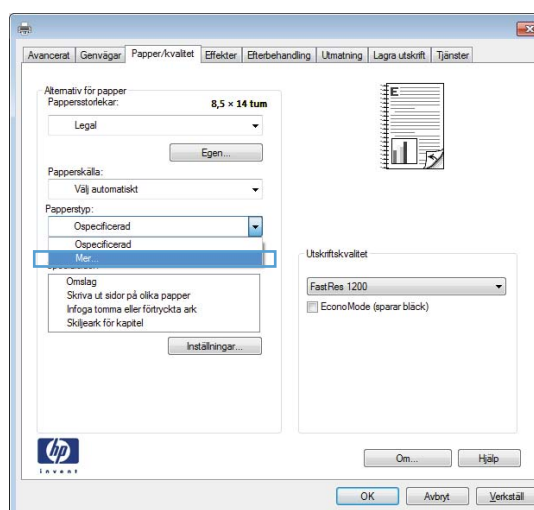 Avancerat Genvägar Papper/kvalitet Effekter Efterbehandling Utmatning Lagra utskrift Tjänster
Alternativ för papper
Pappersstorlekar: 8,5 × 14 tum
Legal
Egen...
Papperskälla:
Välj automatiskt
Papperstyp:
Ospecificerad
Ospecificerad
Mer...
Omslag
Skriva ut sidor på olika papper
Infoga tomma eller förtryckta ark
Skiljeark för kapitel
Inställningar...
E
Utskriftskvalitet
FastRes 1200
EconoMode (sparar bläck)
hp
invent
Om... Hjälp
OK Avbryt Verkställ